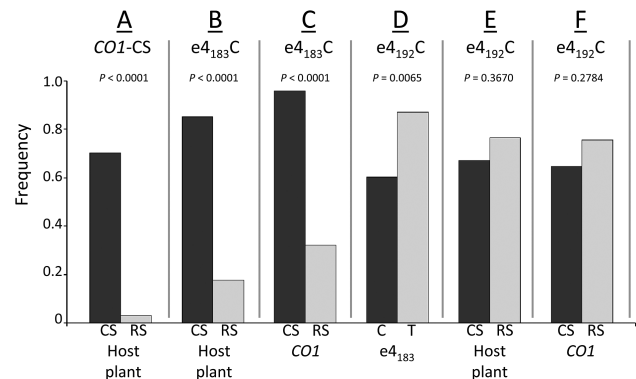 A B C D E F
CO1-CS e4₁₈₃C e4₁₈₃C e4₁₉₂C e4₁₉₂C e4₁₉₂C
P < 0.0001 P < 0.0001 P < 0.0001 P = 0.0065 P = 0.3670 P = 0.2784
1.0
0.8
0.6
0.4
0.2
0
Frequency
CS RS CS RS CS RS C T CS RS CS RS
Host Host CO1 e4₁₈₃ Host CO1
plant plant plant